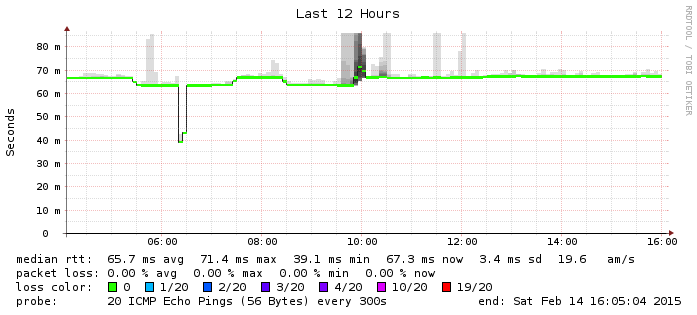 Last 12 Hours
RRDTOOL / TOBI OETIKER
Seconds
80 m
70 m
60 m
50 m
40 m
30 m
20 m
10 m
0
06:00 08:00 10:00 12:00 14:00 16:00
median rtt: 65.7 ms avg 71.4 ms max 39.1 ms min 67.3 ms now 3.4 ms sd 19.6 am/s
packet loss: 0.00 % avg 0.00 % max 0.00 % min 0.00 % now
loss color: 0 1/20 2/20 3/20 4/20 10/20 19/20
probe: 20 ICMP Echo Pings (56 Bytes) every 300s end: Sat Feb 14 16:05:04 2015